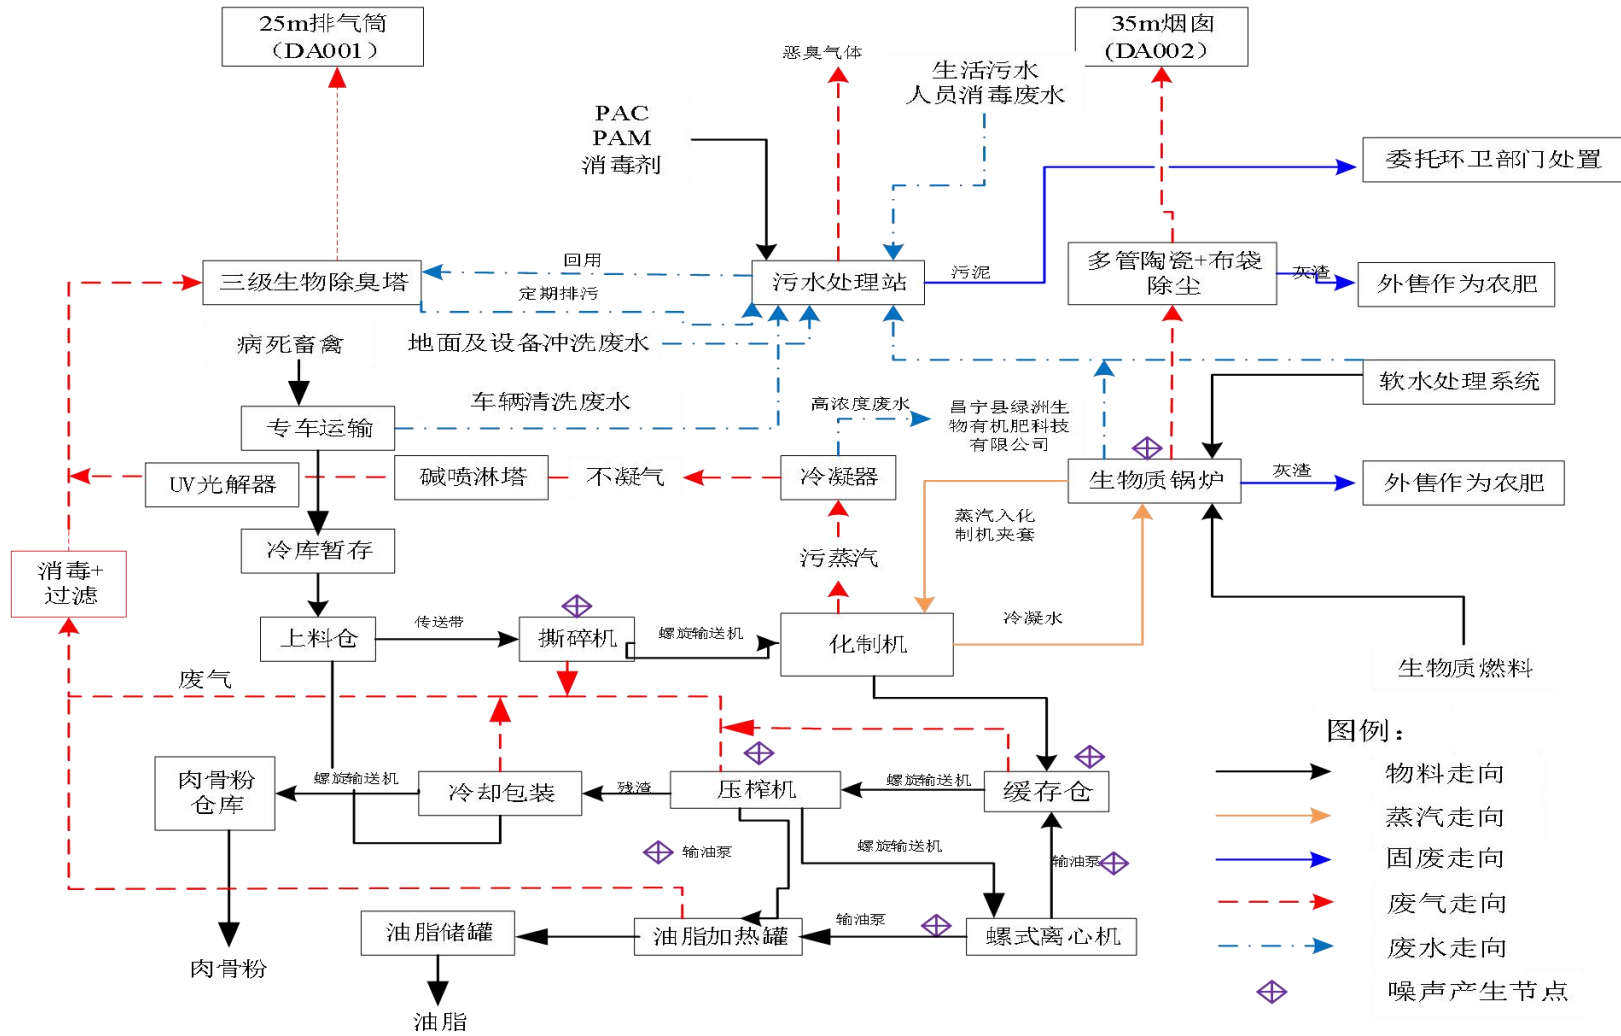 25m排气筒
（DA001）
35m烟囱
(DA002)
恶臭气体
生活污水
人员消毒废水
PAC
PAM
消毒剂
委托环卫部门处置
三级生物除臭塔
回用
定期排污
污水处理站
污泥
多管陶瓷+布袋
除尘
灰渣
外售作为农肥
病死畜禽
地面及设备冲洗废水
软水处理系统
专车运输
车辆清洗废水
高浓度废水
昌宁县绿洲生
物有机肥科技
有限公司
UV光解器
碱喷淋塔
不凝气
冷凝器
生物质锅炉
灰渣
外售作为农肥
蒸汽入化
制机夹套
冷库暂存
污蒸汽
消毒+
过滤
上料仓
传送带
撕碎机
螺旋输送机
化制机
冷凝水
生物质燃料
废气
图例：
肉骨粉
仓库
螺旋输送机
冷却包装
残渣
压榨机
螺旋输送机
缓存仓
物料走向
蒸汽走向
输油泵
螺旋输送机
输油泵
固废走向
废气走向
油脂储罐
油脂加热罐
输油泵
螺式离心机
废水走向
肉骨粉
油脂
噪声产生节点